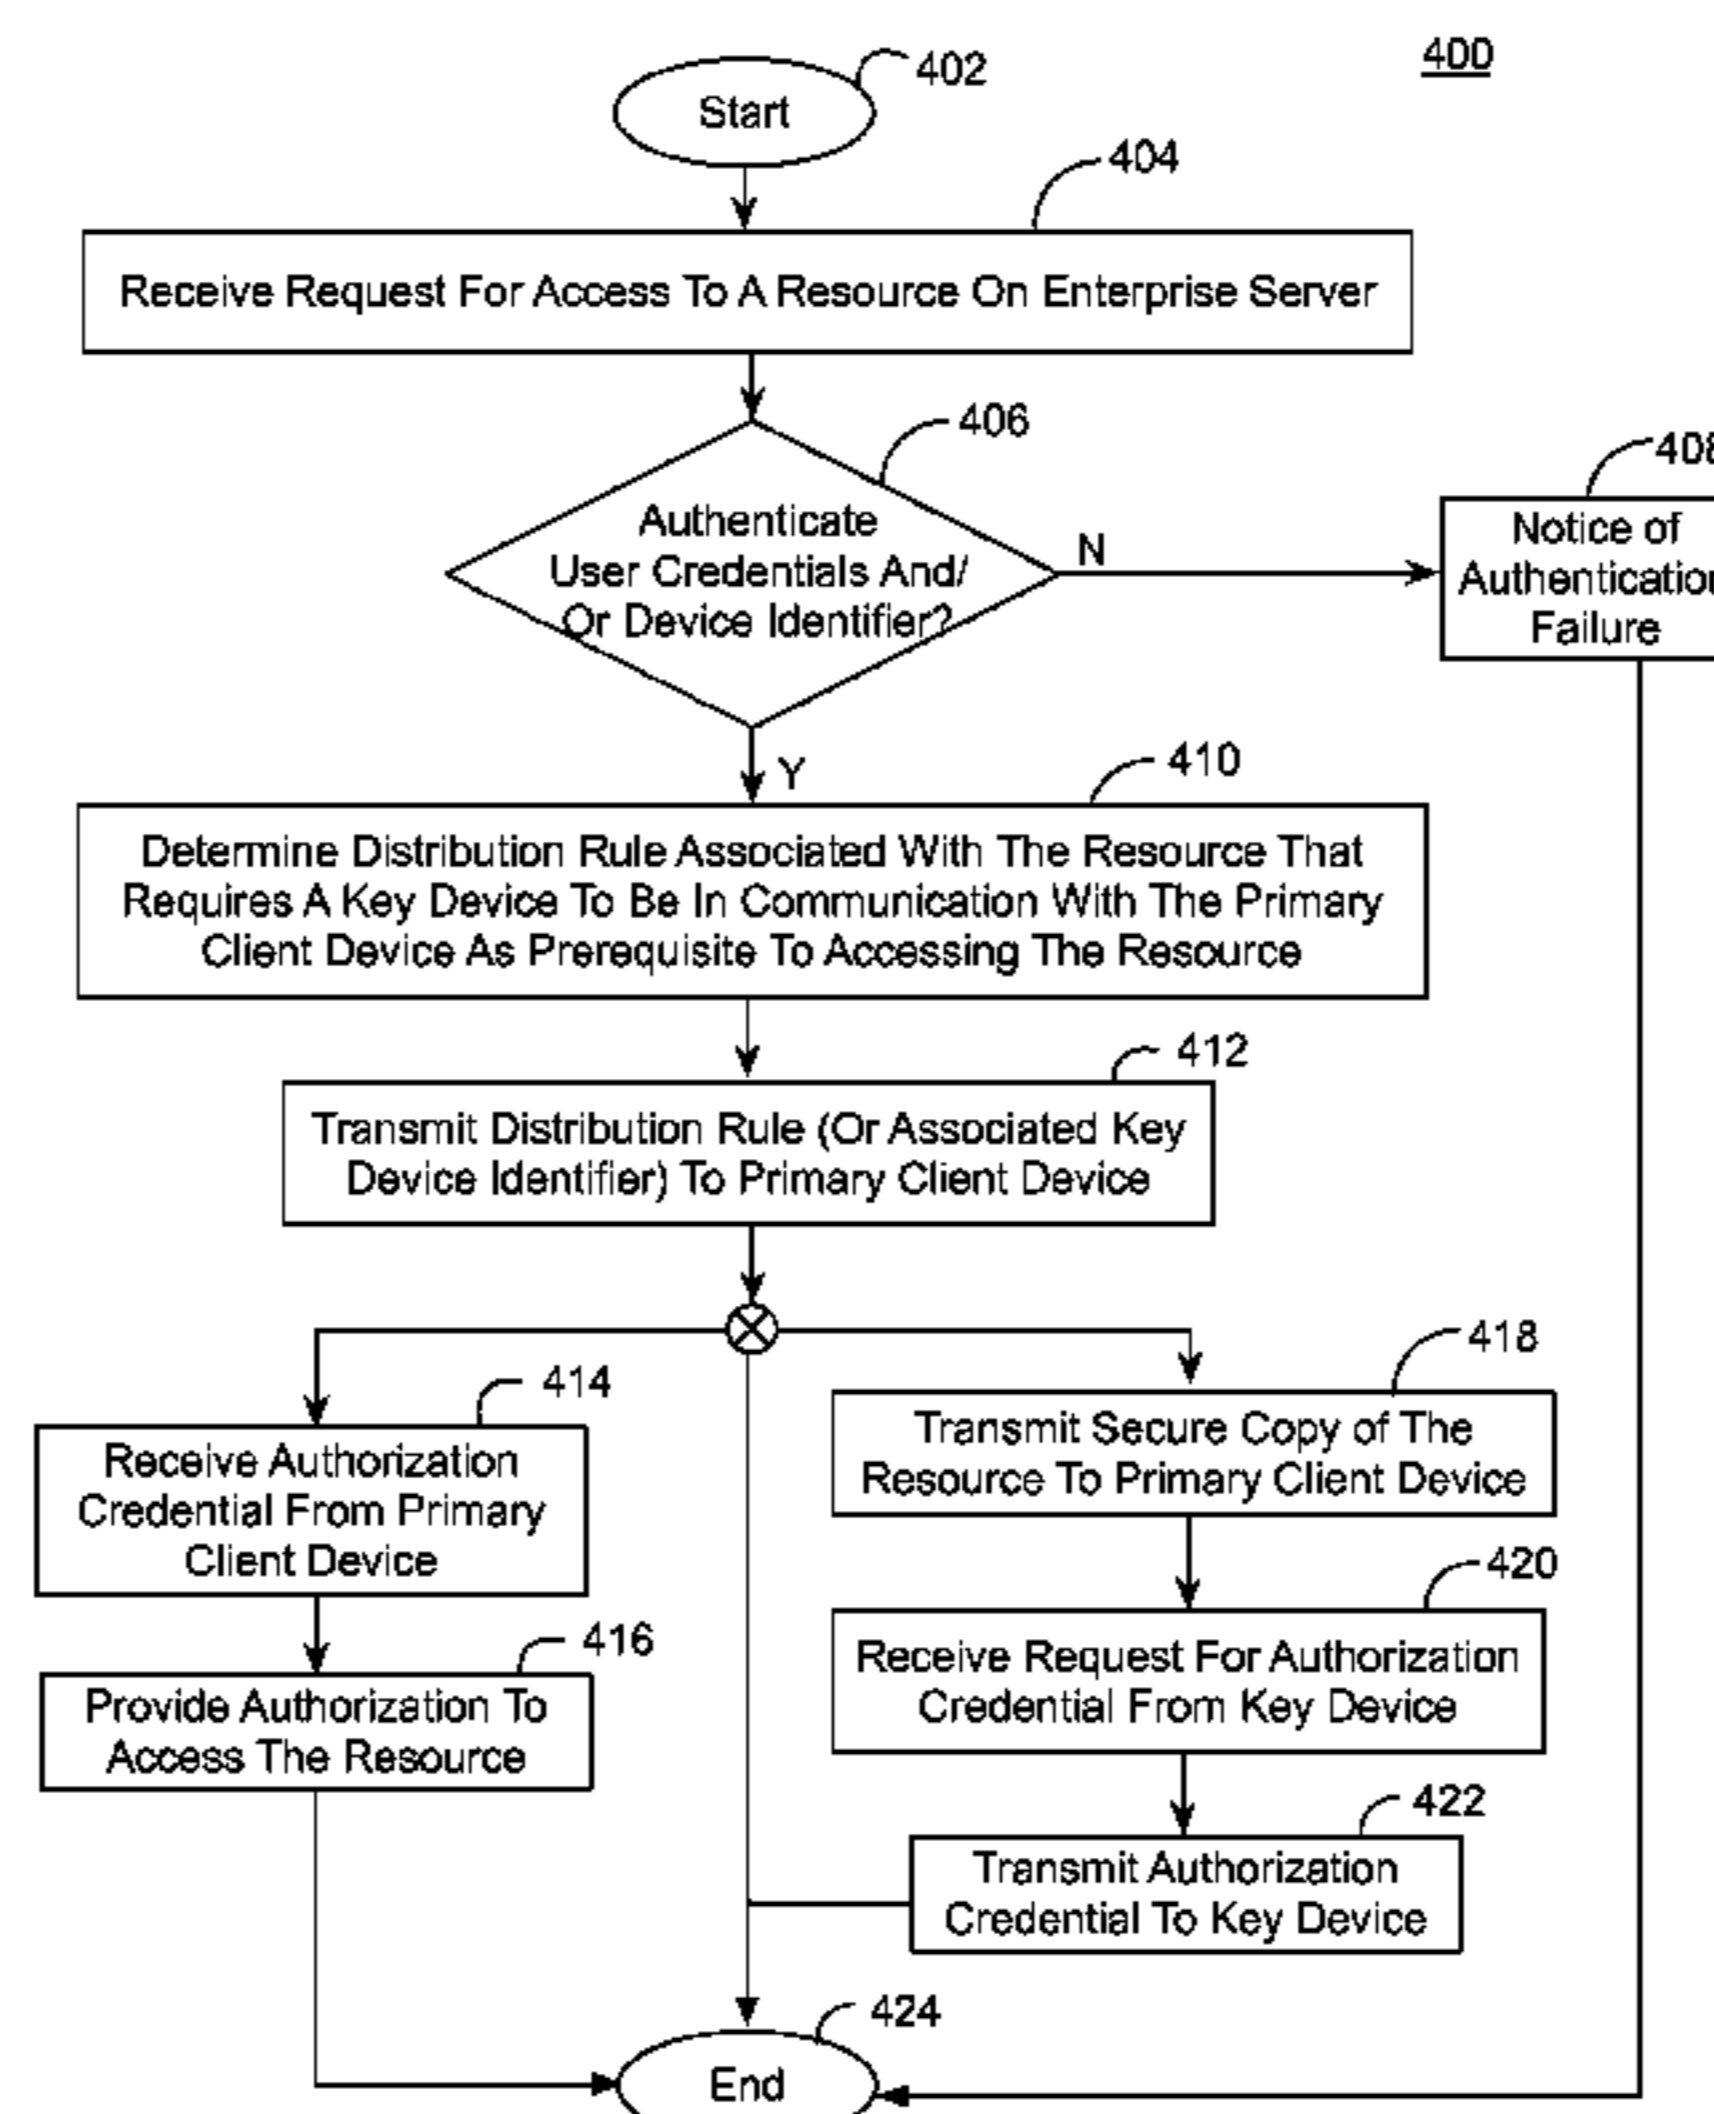 400
402
Start
404
Receive Request For Access To A Resource On Enterprise Server
406
Authenticate
User Credentials And/
Or Device Identifier?
N
408
Notice of
Authentication
Failure
Y
410
Determine Distribution Rule Associated With The Resource That
Requires A Key Device To Be In Communication With The Primary
Client Device As Prerequisite To Accessing The Resource
412
Transmit Distribution Rule (Or Associated Key
Device Identifier) To Primary Client Device
414
Receive Authorization
Credential From Primary
Client Device
416
Provide Authorization To
Access The Resource
418
Transmit Secure Copy of The
Resource To Primary Client Device
420
Receive Request For Authorization
Credential From Key Device
422
Transmit Authorization
Credential To Key Device
424
End